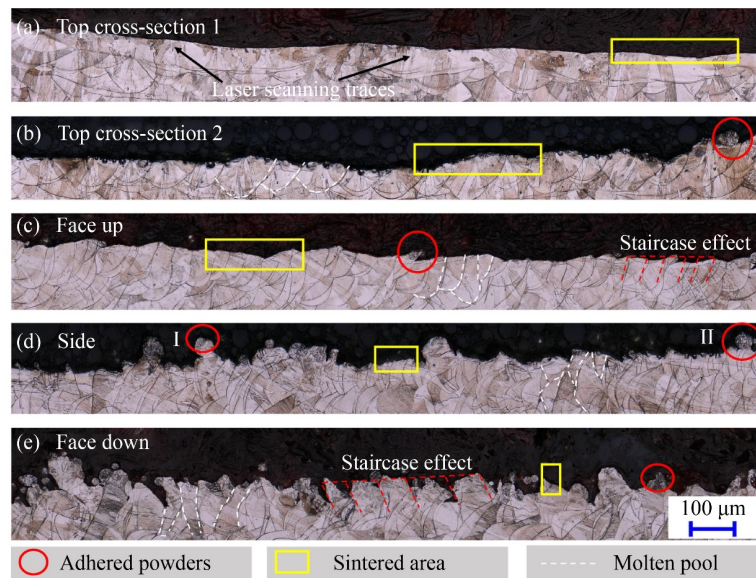 (a) Top cross-section 1
Laser scanning traces
(b) Top cross-section 2
(c) Face up
Staircase effect
(d) Side
I
II
(e) Face down
Staircase effect
100 μm
Adhered powders
Sintered area
Molten pool